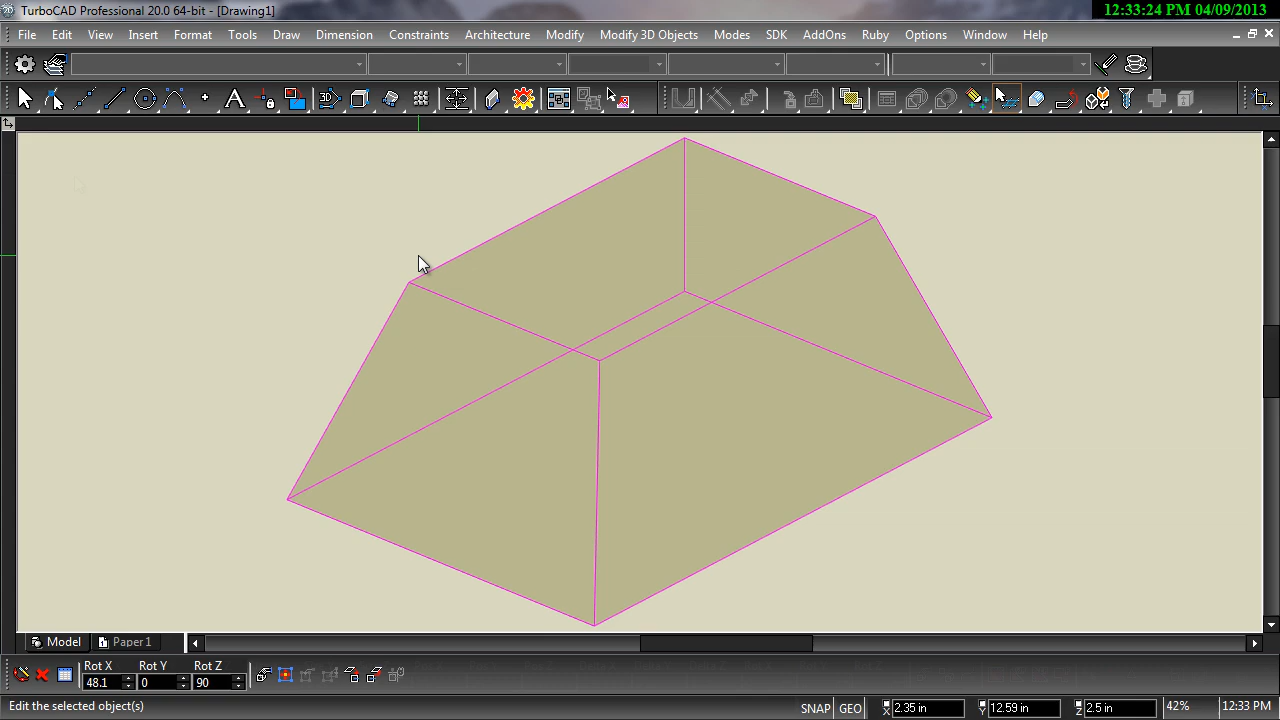 TurboCAD Professional 20.0 64-bit - [Drawing1]
12:33:24 PM 04/09/2013
File Edit View Insert Format Tools Draw Dimension Constraints Architecture Modify Modify 3D Objects Modes SDK AddOns Ruby Options Window Help
Model Paper1
Rot X Rot Y Rot Z
48.1 0 90
Edit the selected object(s)
SNAP GEO X 2.35 in Y 12.59 in Z 2.5 in 42% 12:33 PM